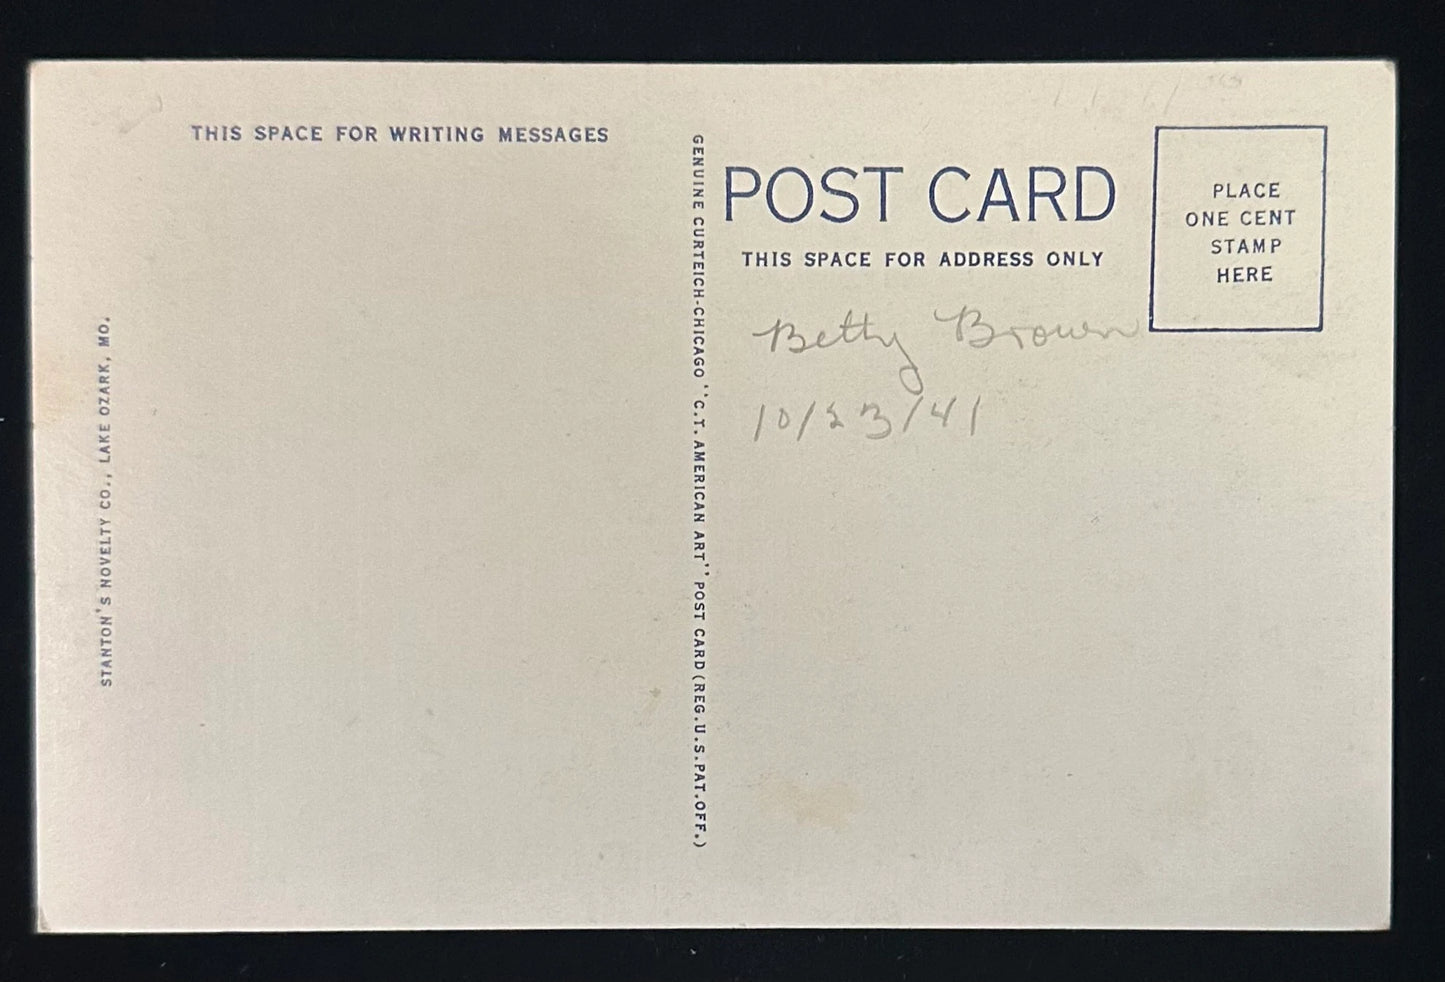 THIS SPACE FOR WRITING MESSAGES
STANTON'S NOVELTY CO., LAKE OZARK, MO.
GENUINE CURTEICH-CHICAGO "C.T. AMERICAN ART" POST CARD (REG.U.S.PAT.OFF.)
POST CARD
THIS SPACE FOR ADDRESS ONLY
PLACE
ONE CENT
STAMP
HERE
Betty Brown
10/23/41